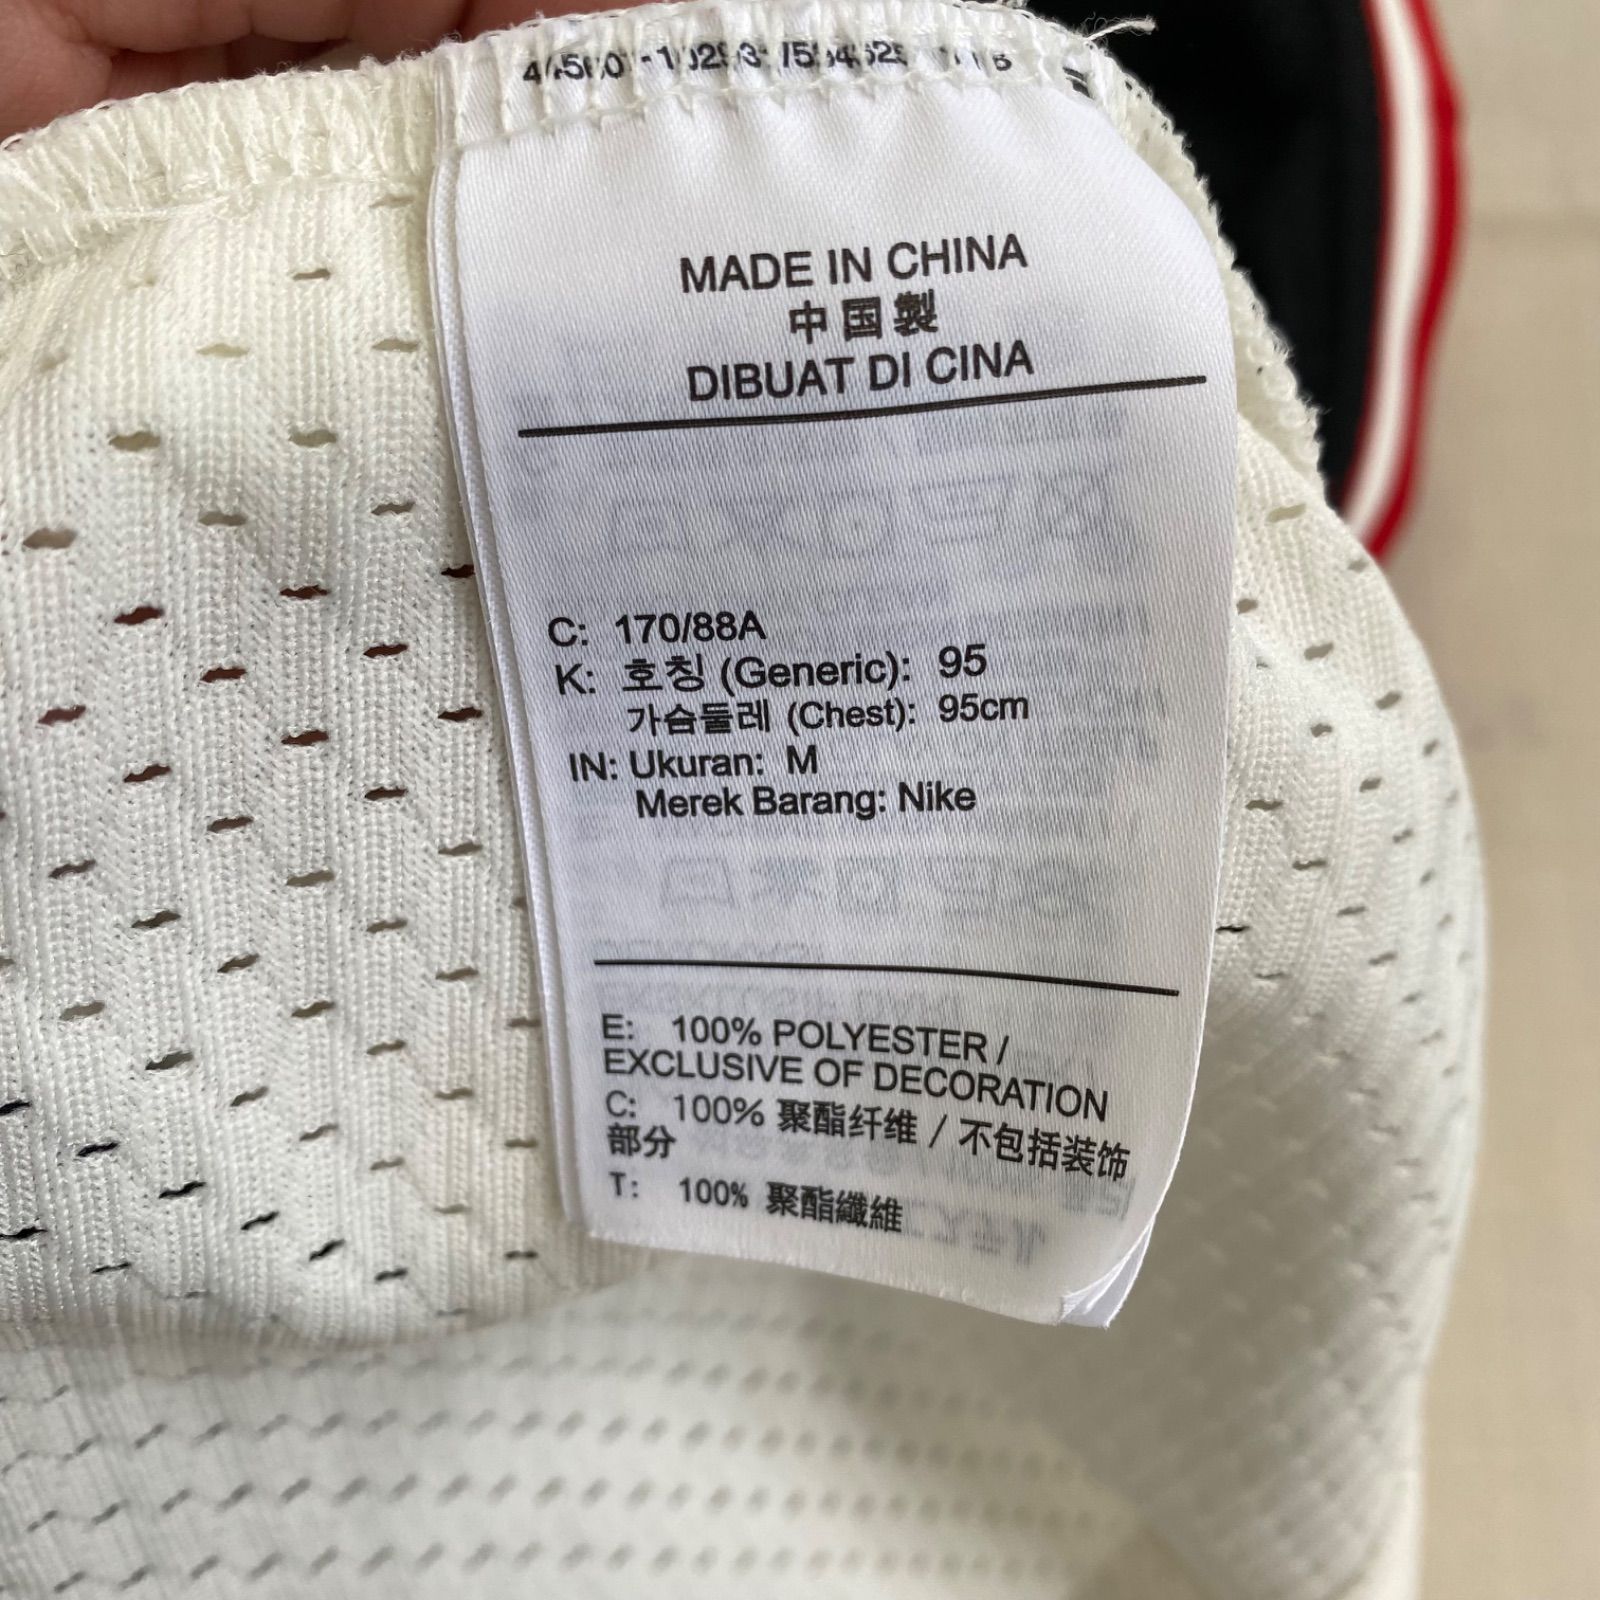 MADE IN CHINA
中国製
DIBUAT DI CINA
C: 170/88A
K: 호칭 (Generic): 95
가슴둘레 (Chest): 95cm
IN: Ukuran: M
Merek Barang: Nike
E: 100% POLYESTER /
EXCLUSIVE OF DECORATION
C: 100% 聚酯纤维 / 不包括装饰
部分
T: 100% 聚酯纖維